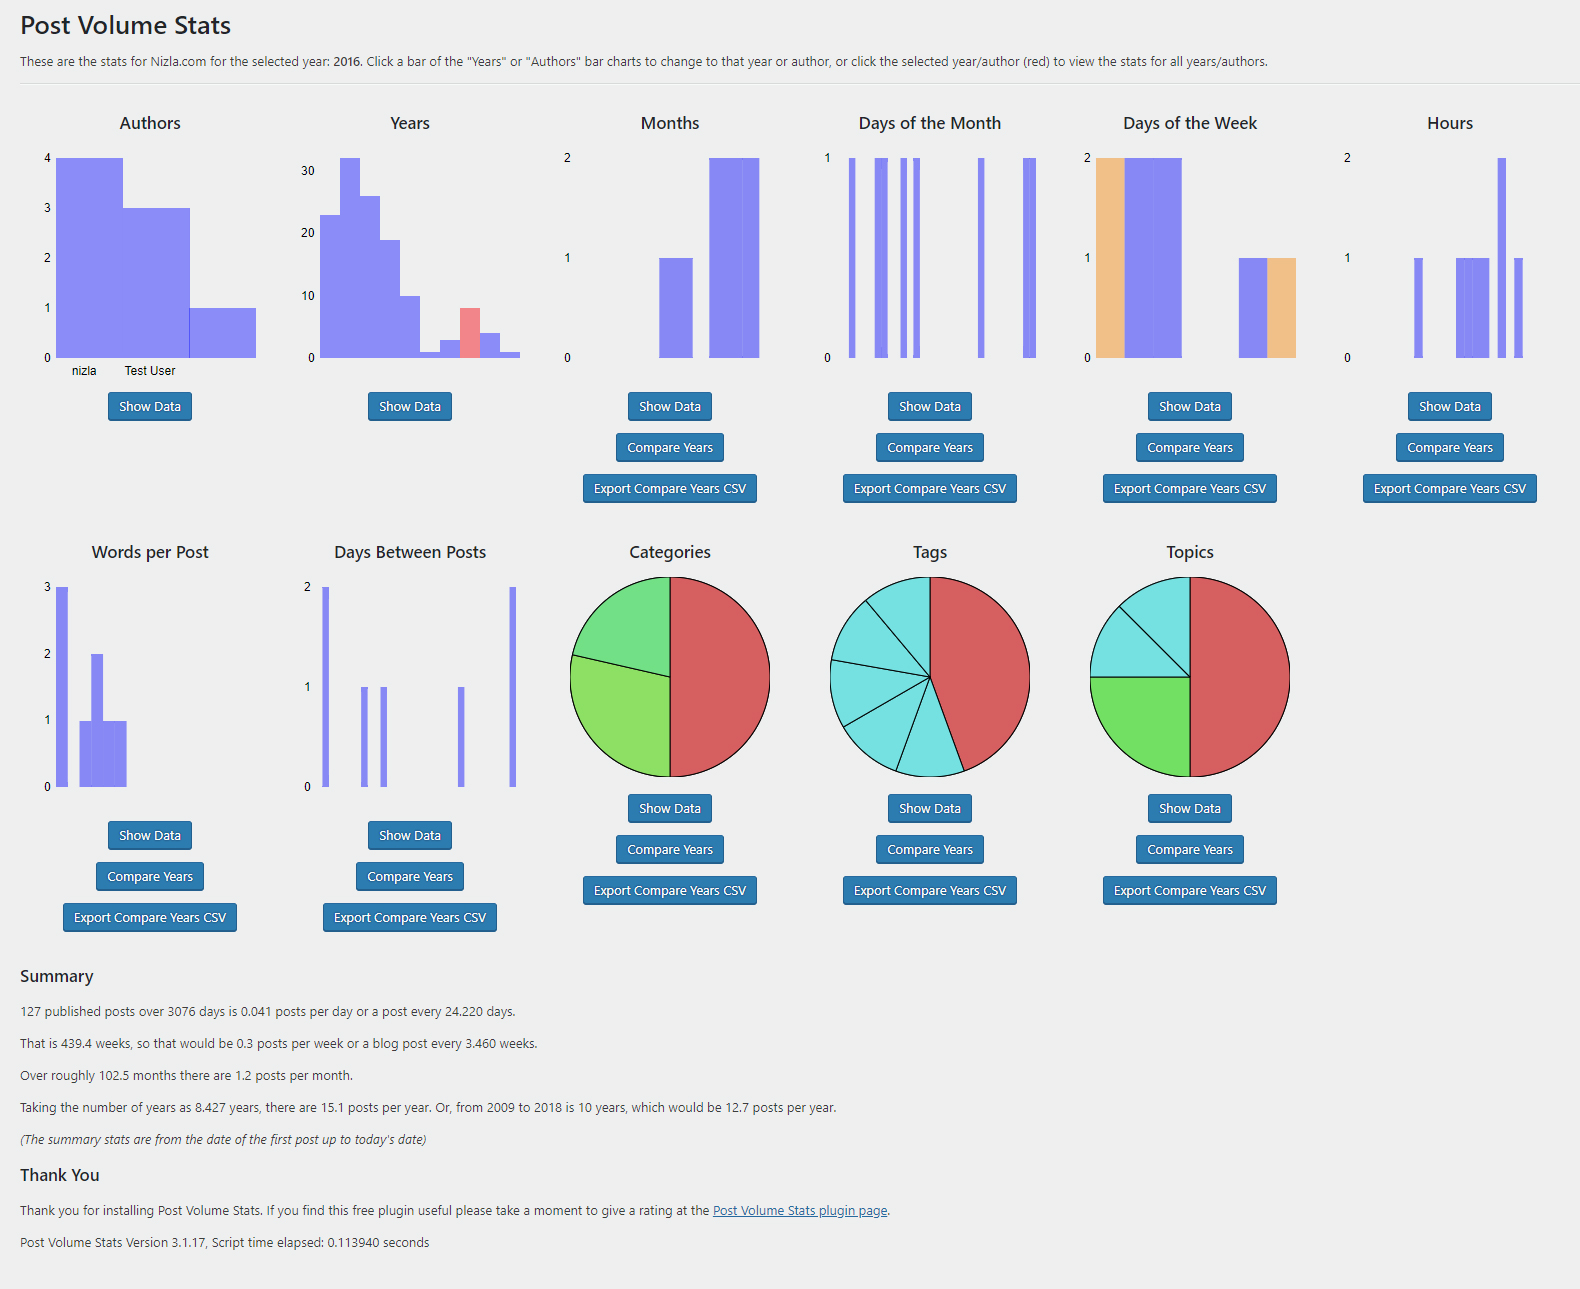 Post Volume Stats
These are the stats for Nizla.com for the selected year: 2016. Click a bar of the "Years" or "Authors" bar charts to change to that year or author, or click the selected year/author (red) to view the stats for all years/authors.
Authors
4
3
2
1
0
nizla Test User
Show Data
Years
30
20
10
0
Show Data
Months
2
1
0
Show Data
Compare Years
Export Compare Years CSV
Days of the Month
1
0
Show Data
Compare Years
Export Compare Years CSV
Days of the Week
2
1
0
Show Data
Compare Years
Export Compare Years CSV
Hours
2
1
0
Show Data
Compare Years
Export Compare Years CSV
Words per Post
3
2
1
0
Show Data
Compare Years
Export Compare Years CSV
Days Between Posts
2
1
0
Show Data
Compare Years
Export Compare Years CSV
Categories
Show Data
Compare Years
Export Compare Years CSV
Tags
Show Data
Compare Years
Export Compare Years CSV
Topics
Show Data
Compare Years
Export Compare Years CSV
Summary
127 published posts over 3076 days is 0.041 posts per day or a post every 24.220 days.
That is 439.4 weeks, so that would be 0.3 posts per week or a blog post every 3.460 weeks.
Over roughly 102.5 months there are 1.2 posts per month.
Taking the number of years as 8.427 years, there are 15.1 posts per year. Or, from 2009 to 2018 is 10 years, which would be 12.7 posts per year.
(The summary stats are from the date of the first post up to today's date)
Thank You
Thank you for installing Post Volume Stats. If you find this free plugin useful please take a moment to give a rating at the Post Volume Stats plugin page.
Post Volume Stats Version 3.1.17, Script time elapsed: 0.113940 seconds